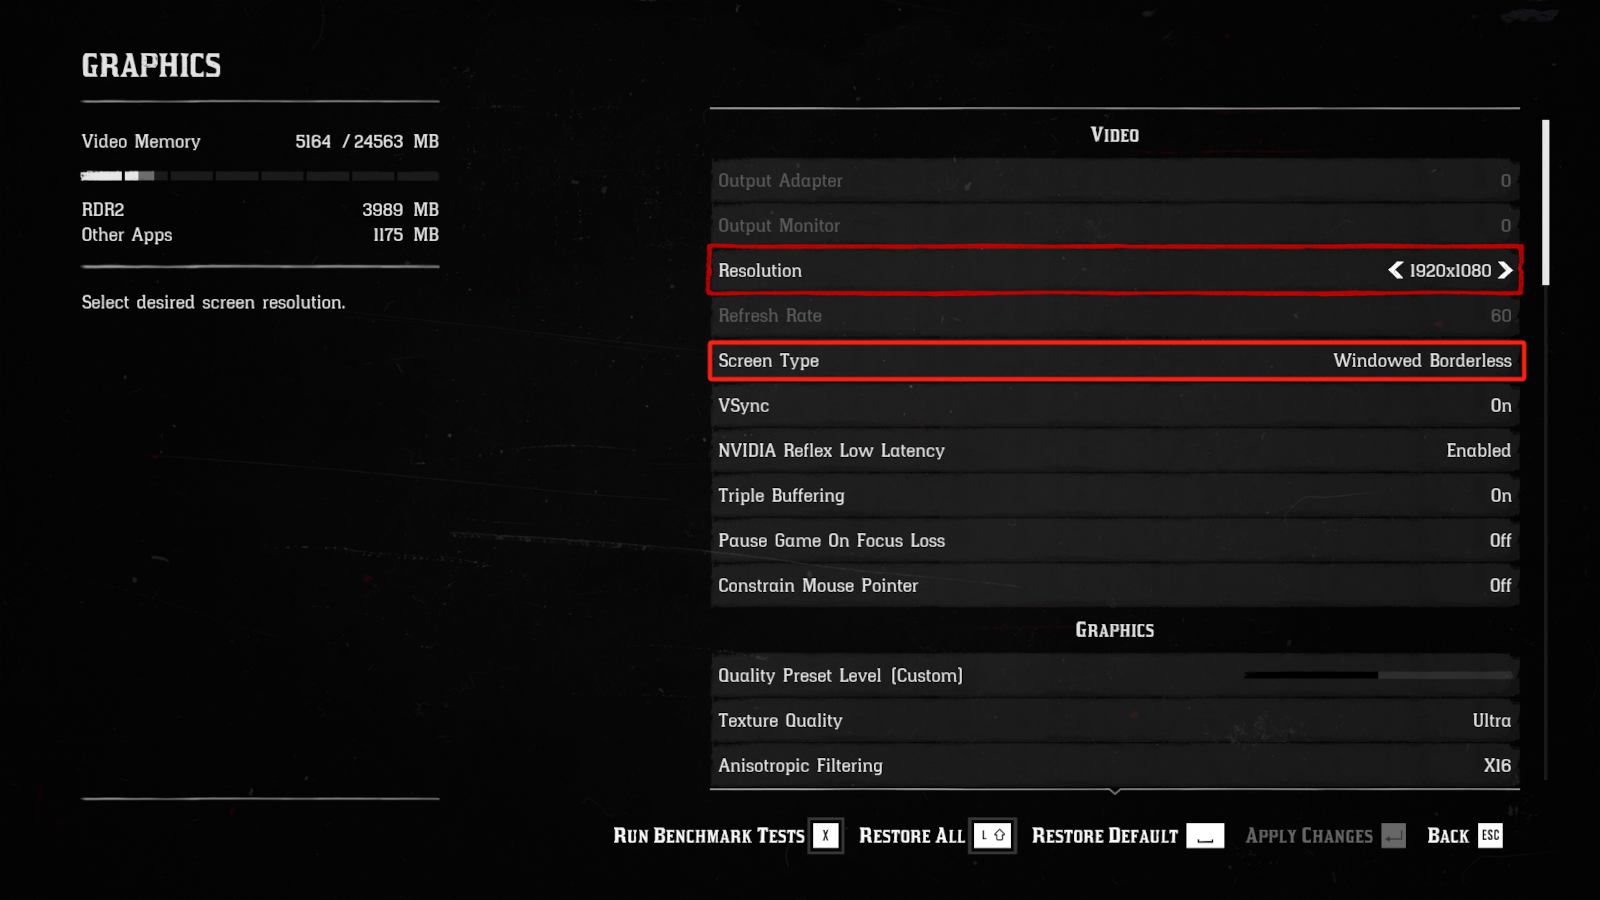 GRAPHICS
Video Memory 5164 / 24563 MB
RDR2 3989 MB
Other Apps 1175 MB
Select desired screen resolution.
VIDEO
Output Adapter 0
Output Monitor 0
Resolution 1920x1080
Refresh Rate 60
Screen Type Windowed Borderless
VSync On
NVIDIA Reflex Low Latency Enabled
Triple Buffering On
Pause Game On Focus Loss Off
Constrain Mouse Pointer Off
GRAPHICS
Quality Preset Level (Custom)
Texture Quality Ultra
Anisotropic Filtering X16
RUN BENCHMARK TESTS X RESTORE ALL L RESTORE DEFAULT APPLY CHANGES BACK ESC